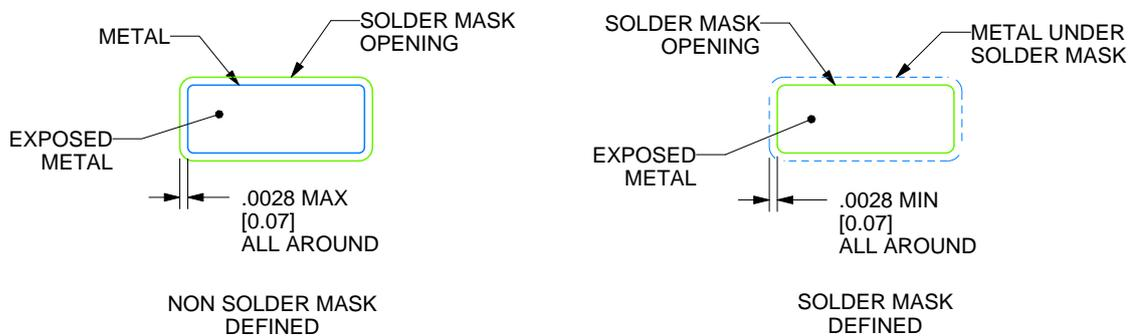 METAL
SOLDER MASK
OPENING
EXPOSED
METAL
.0028 MAX
[0.07]
ALL AROUND
NON SOLDER MASK
DEFINED
SOLDER MASK
OPENING
METAL UNDER
SOLDER MASK
EXPOSED
METAL
.0028 MIN
[0.07]
ALL AROUND
SOLDER MASK
DEFINED